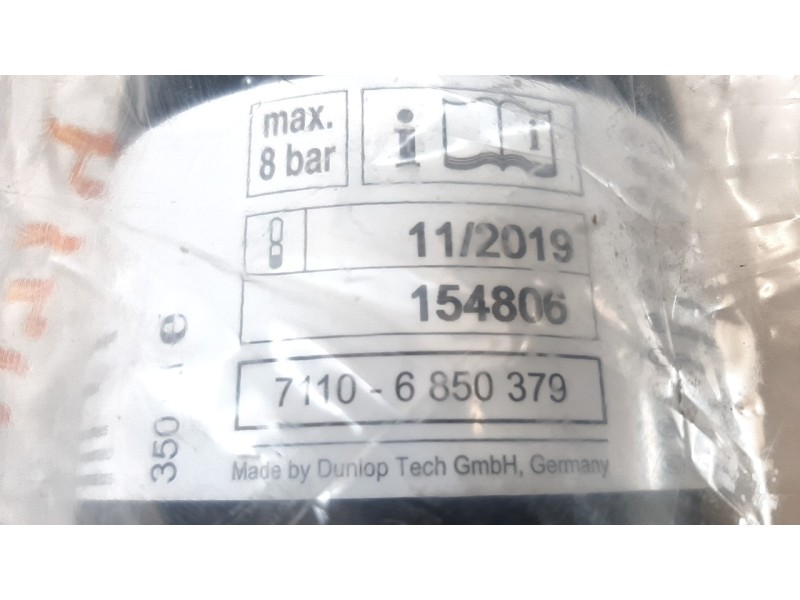 max.
8 bar
i
i
11/2019
154806
7110 - 6 850 379
Made by Dunlop Tech GmbH, Germany
350
e